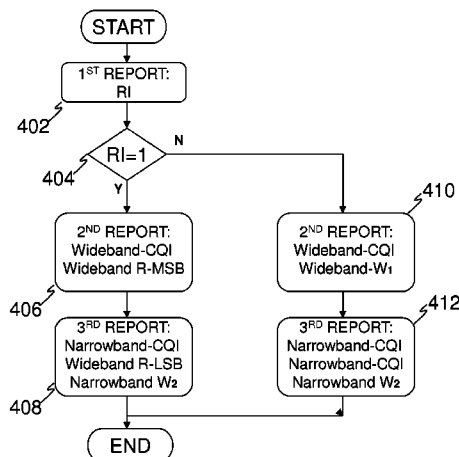 START
1ST REPORT:
RI
402
RI=1
N
404
Y
410
2ND REPORT:
Wideband-CQI
Wideband R-MSB
2ND REPORT:
Wideband-CQI
Wideband-W1
406
412
3RD REPORT:
Narrowband-CQI
Wideband R-LSB
Narrowband W2
3RD REPORT:
Narrowband-CQI
Narrowband-CQI
Narrowband W2
408
END